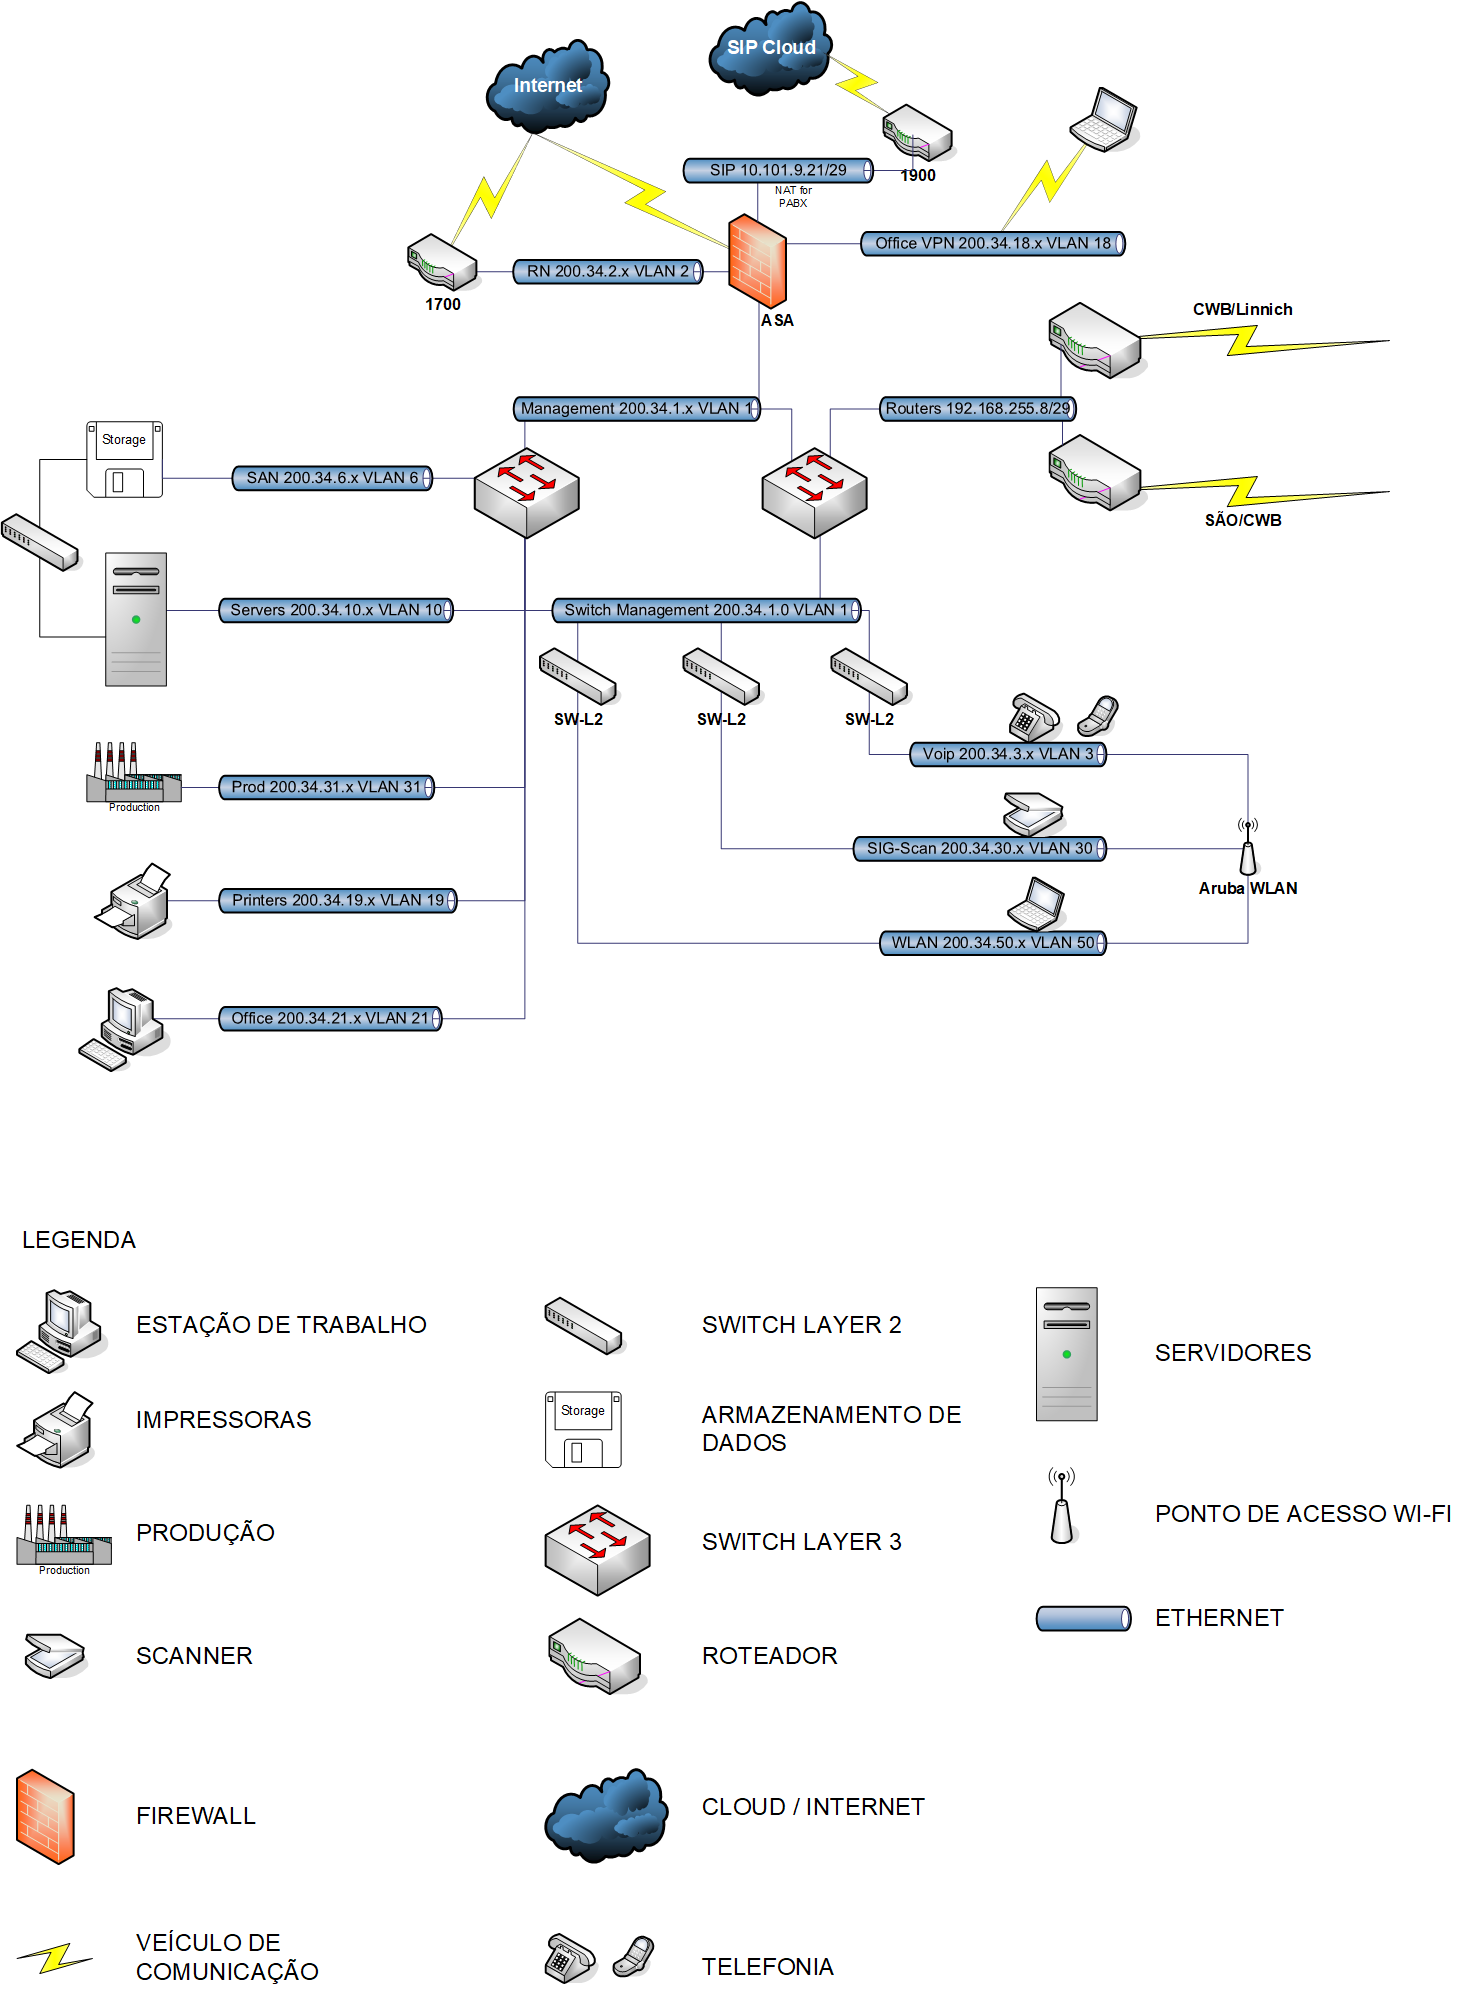 SIP Cloud
Internet
SIP 10.101.9.21/29
1900
NAT for
PABX
Office VPN 200.34.18.x VLAN 18
RN 200.34.2.x VLAN 2
1700
ASA
CWB/Linnich
Management 200.34.1.x VLAN 1
Routers 192.168.255.8/29
Storage
SAN 200.34.6.x VLAN 6
SÃO/CWB
Servers 200.34.10.x VLAN 10
Switch Management 200.34.1.0 VLAN 1
SW-L2
SW-L2
SW-L2
Voip 200.34.3.x VLAN 3
Prod 200.34.31.x VLAN 31
Production
SIG-Scan 200.34.30.x VLAN 30
Aruba WLAN
Printers 200.34.19.x VLAN 19
WLAN 200.34.50.x VLAN 50
Office 200.34.21.x VLAN 21
LEGENDA
ESTAÇÃO DE TRABALHO
SWITCH LAYER 2
SERVIDORES
IMPRESSORAS
Storage
ARMAZENAMENTO DE
DADOS
PONTO DE ACESSO WI-FI
PRODUÇÃO
Production
SWITCH LAYER 3
ETHERNET
SCANNER
ROTEADOR
FIREWALL
CLOUD / INTERNET
VEÍCULO DE
COMUNICAÇÃO
TELEFONIA